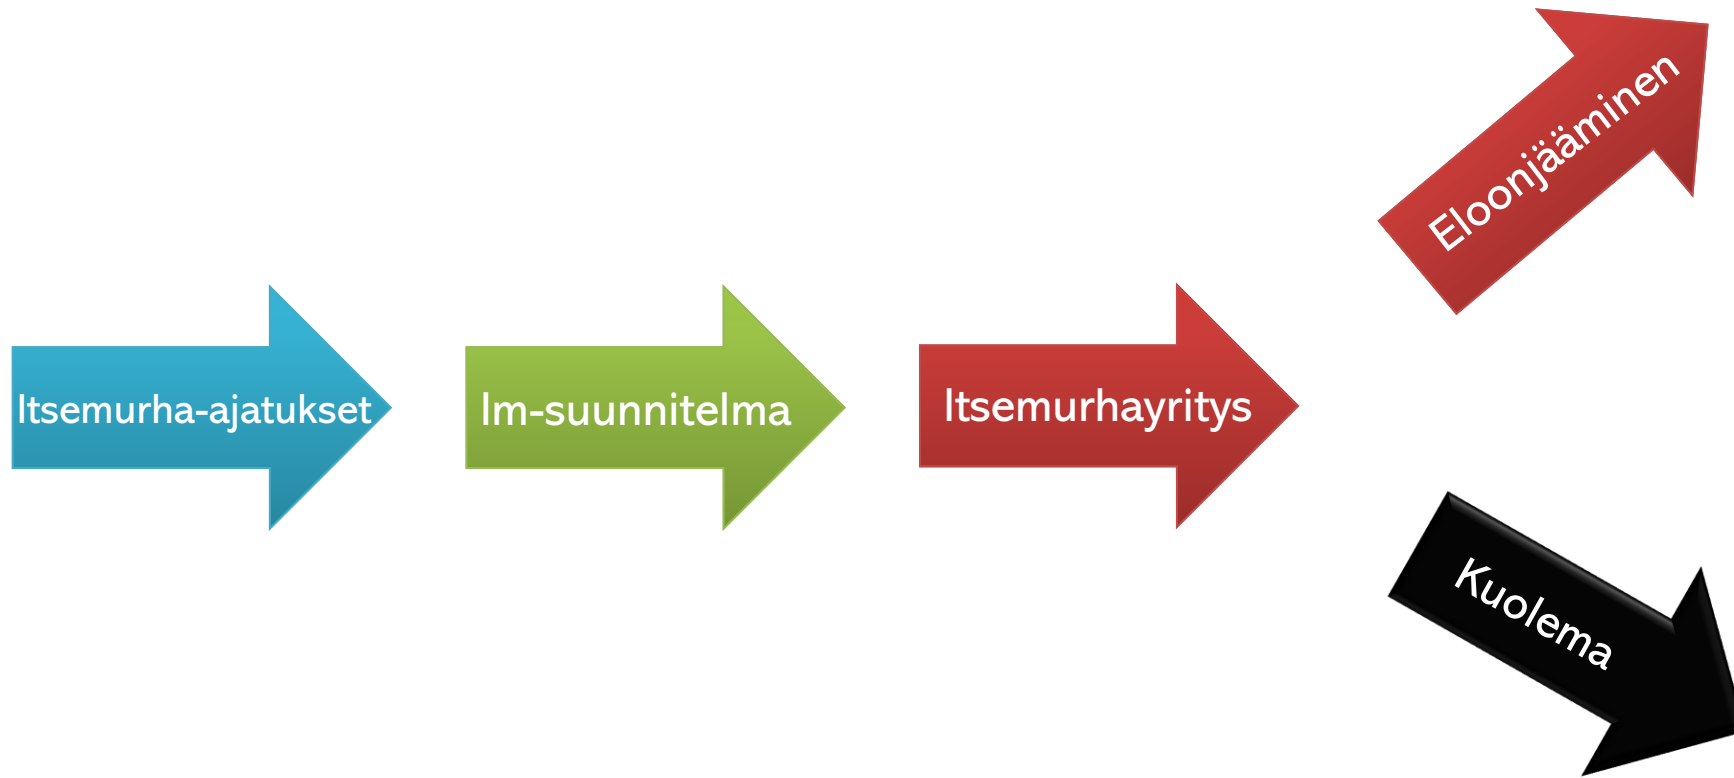 Itsemurha-ajatukset
Im-suunnitelma
Itsemurhayritys
Eloonjääminen
Kuolema